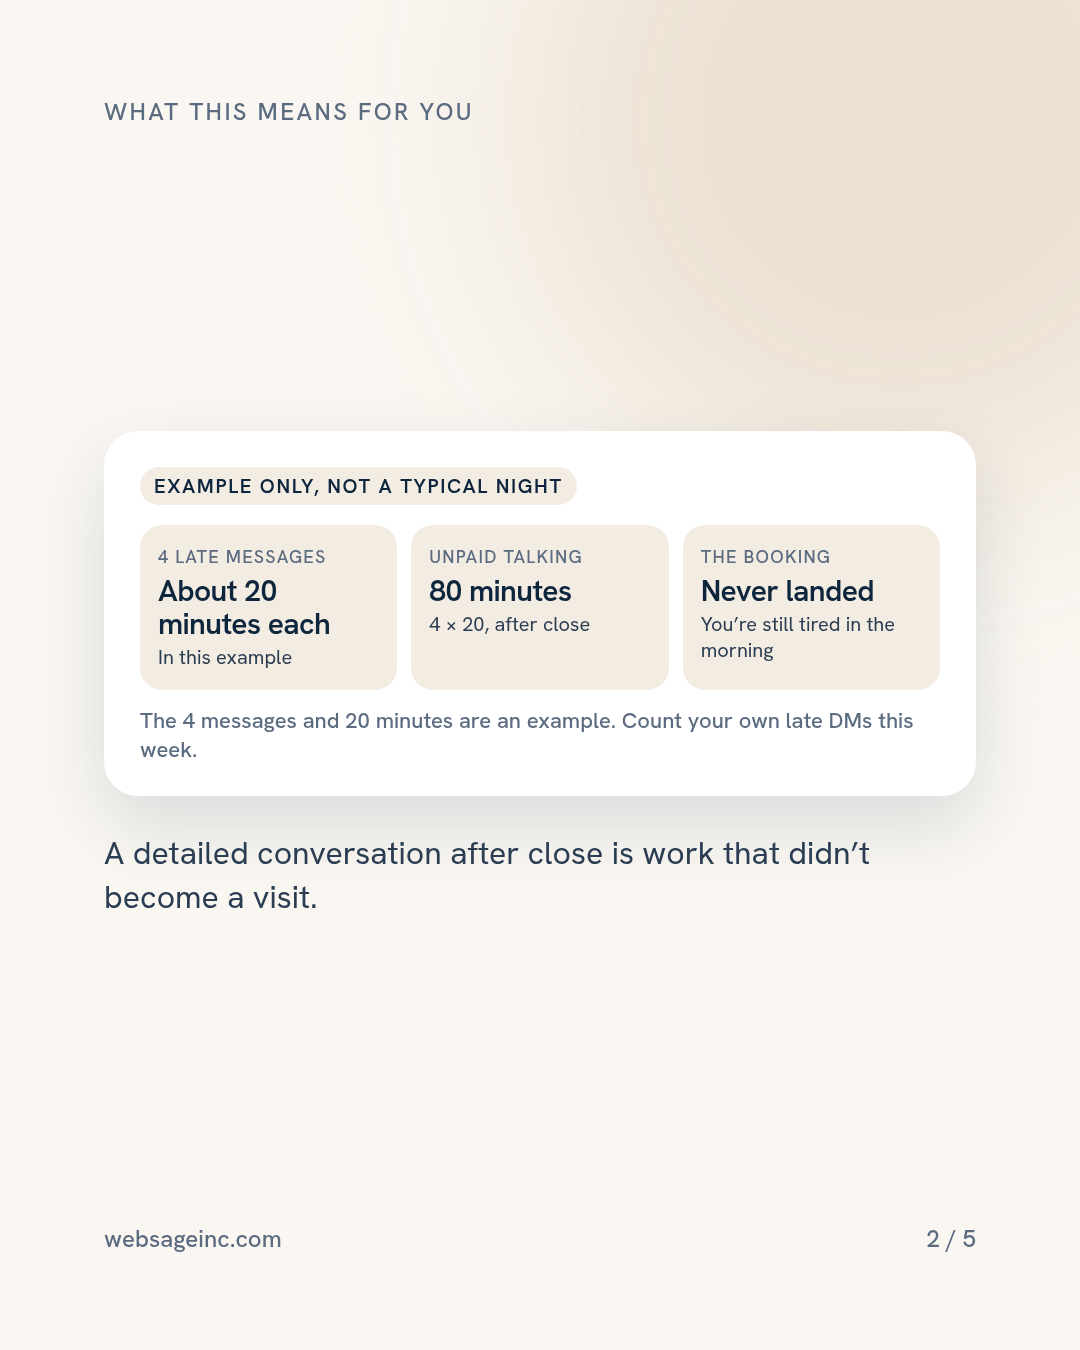 WHAT THIS MEANS FOR YOU
EXAMPLE ONLY, NOT A TYPICAL NIGHT
4 LATE MESSAGES
About 20
minutes each
In this example
UNPAID TALKING
80 minutes
4 × 20, after close
THE BOOKING
Never landed
You’re still tired in the
morning
The 4 messages and 20 minutes are an example. Count your own late DMs this
week.
A detailed conversation after close is work that didn’t
become a visit.
websageinc.com
2 / 5